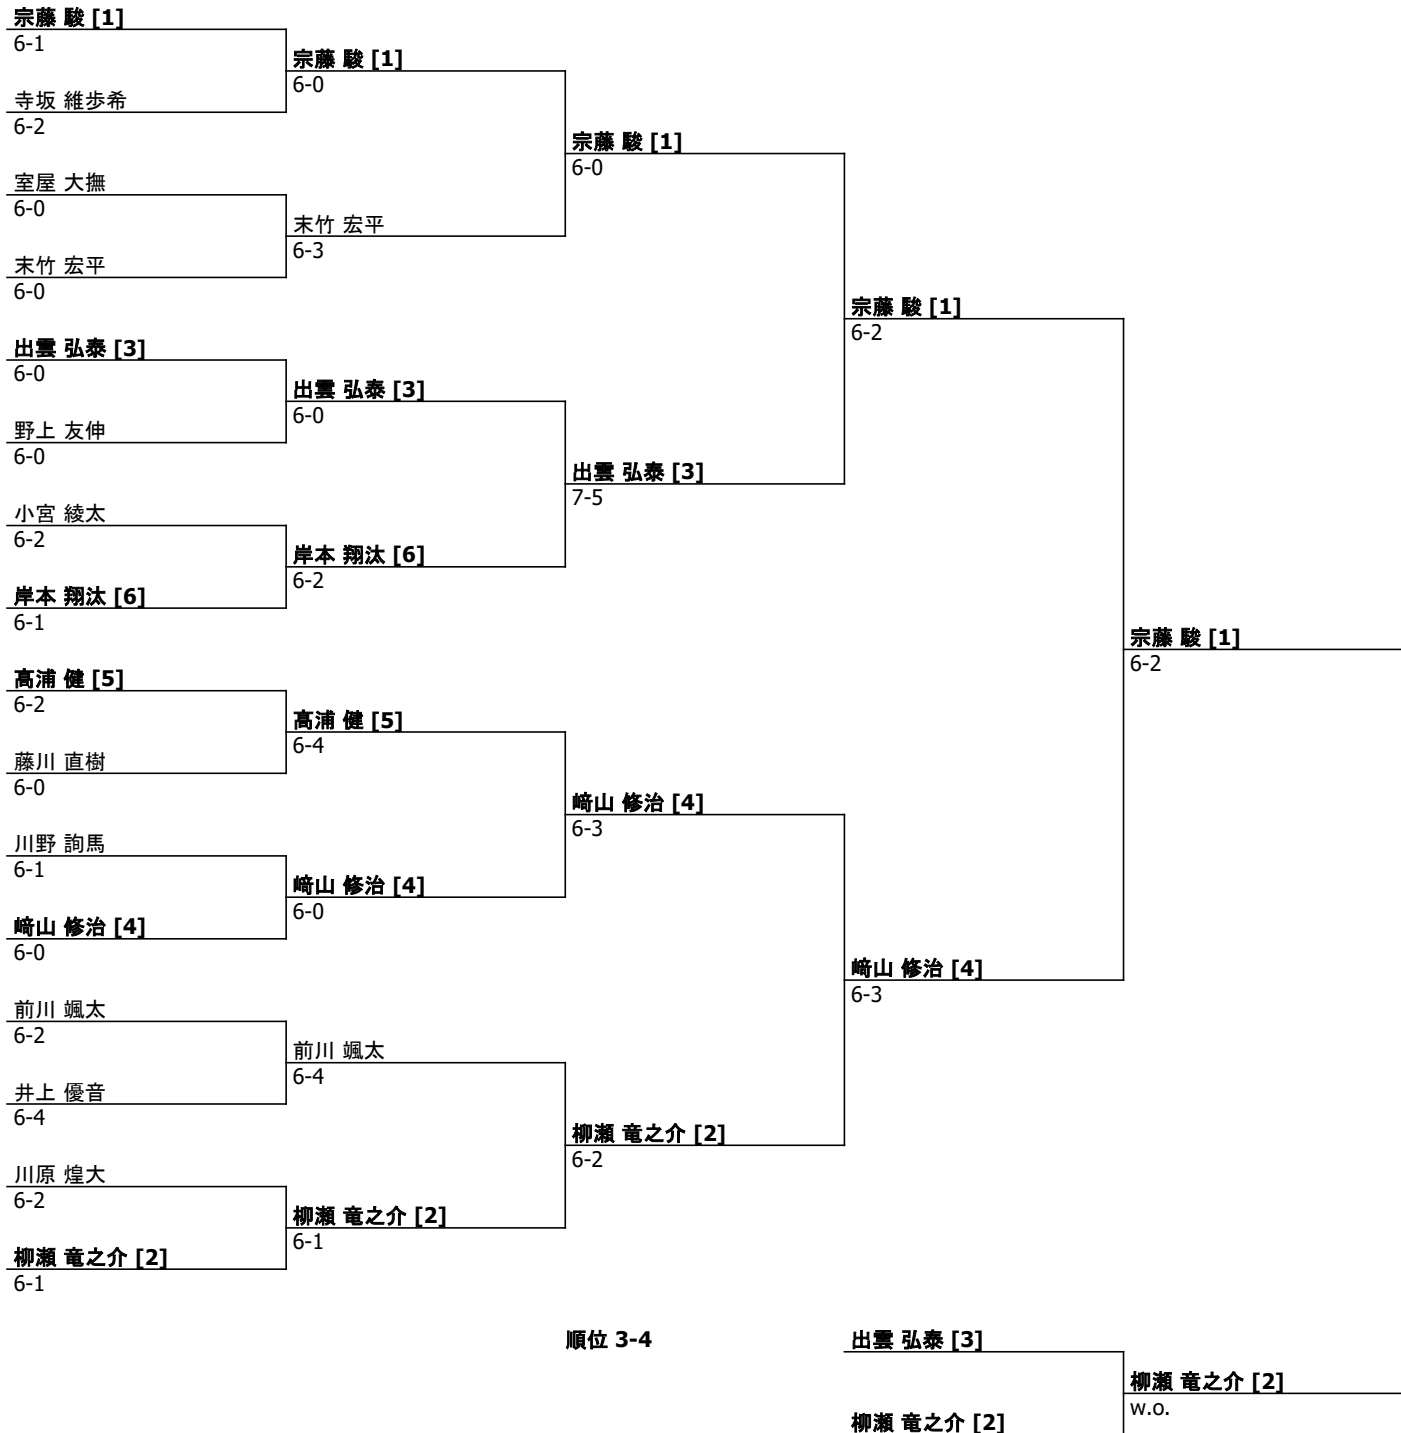 宗藤 駿 [1]
6-1
寺坂 維歩希
6-2
室屋 大撫
6-0
末竹 宏平
6-0
出雲 弘泰 [3]
6-0
野上 友伸
6-0
小宮 綾太
6-2
岸本 翔汰 [6]
6-1
髙浦 健 [5]
6-2
藤川 直樹
6-0
川野 詢馬
6-1
﨑山 修治 [4]
6-0
前川 颯太
6-2
井上 優音
6-4
川原 煌大
6-2
柳瀬 竜之介 [2]
6-1
宗藤 駿 [1]
6-0
末竹 宏平
6-3
出雲 弘泰 [3]
6-0
岸本 翔汰 [6]
6-2
髙浦 健 [5]
6-4
﨑山 修治 [4]
6-0
前川 颯太
6-4
柳瀬 竜之介 [2]
6-1
宗藤 駿 [1]
6-0
出雲 弘泰 [3]
7-5
﨑山 修治 [4]
6-3
柳瀬 竜之介 [2]
6-2
宗藤 駿 [1]
6-2
﨑山 修治 [4]
6-3
宗藤 駿 [1]
6-2
順位 3-4
出雲 弘泰 [3]
柳瀬 竜之介 [2]
柳瀬 竜之介 [2]
w.o.